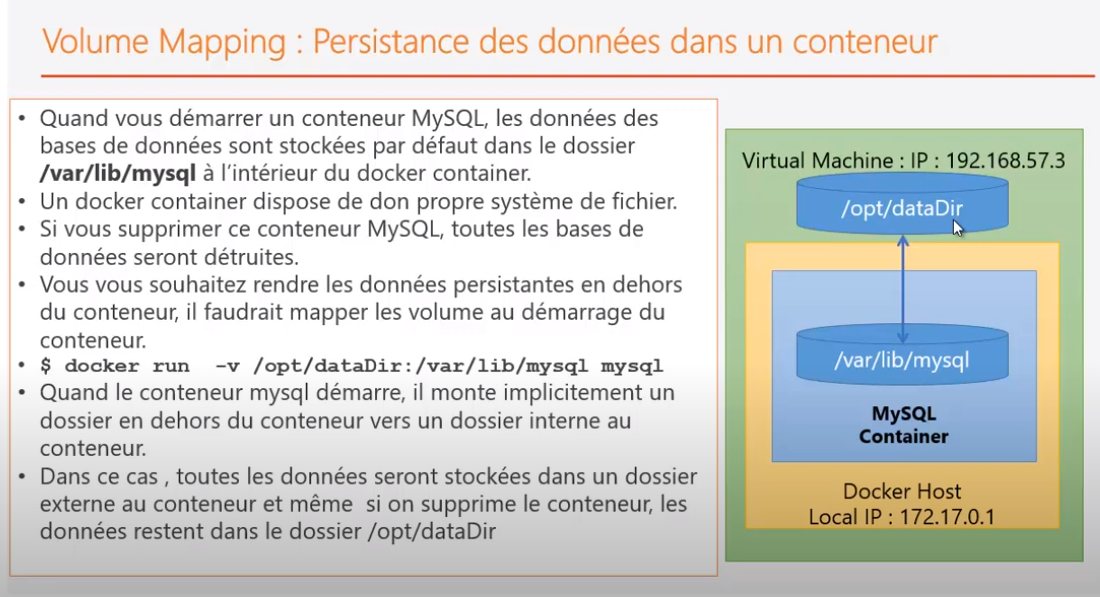 Volume Mapping : Persistance des données dans un conteneur
• Quand vous démarrer un conteneur MySQL, les données des
bases de données sont stockées par défaut dans le dossier
/var/lib/mysql à l'intérieur du docker container.
• Un docker container dispose de don propre système de fichier.
• Si vous supprimer ce conteneur MySQL, toutes les bases de
données seront détruites.
• Vous vous souhaitez rendre les données persistantes en dehors
du conteneur, il faudrait mapper les volume au démarrage du
conteneur.
• $ docker run -v /opt/dataDir:/var/lib/mysql mysql
• Quand le conteneur mysql démarre, il monte implicitement un
dossier en dehors du conteneur vers un dossier interne au
conteneur.
• Dans ce cas , toutes les données seront stockées dans un dossier
externe au conteneur et même si on supprime le conteneur, les
données restent dans le dossier /opt/dataDir
Virtual Machine : IP : 192.168.57.3
/opt/dataDir
/var/lib/mysql
MySQL
Container
Docker Host
Local IP : 172.17.0.1